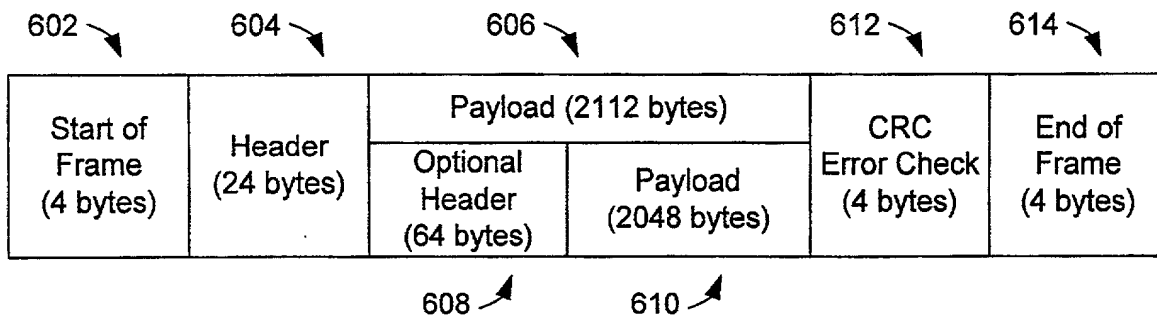 602
604
606
612
614
Start of
Frame
(4 bytes)
Header
(24 bytes)
Payload (2112 bytes)
Optional
Header
(64 bytes)
Payload
(2048 bytes)
CRC
Error Check
(4 bytes)
End of
Frame
(4 bytes)
608
610